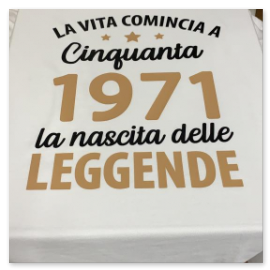 LA VITA COMINCIA A
Cinquanta
1971
la nascita delle
LEGGENDE